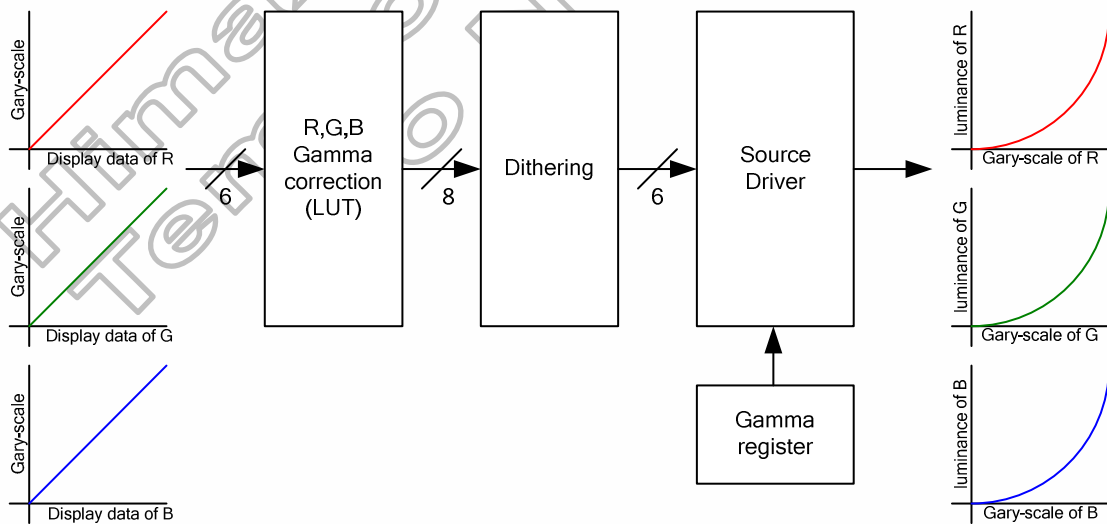 Gary-scale
Display data of R
Gary-scale
Display data of G
Gary-scale
Display data of B
6
R,G,B
Gamma
correction
(LUT)
8
Dithering
6
Source
Driver
Gamma
register
luminance of R
Gary-scale of R
luminance of G
Gary-scale of G
luminance of B
Gary-scale of B